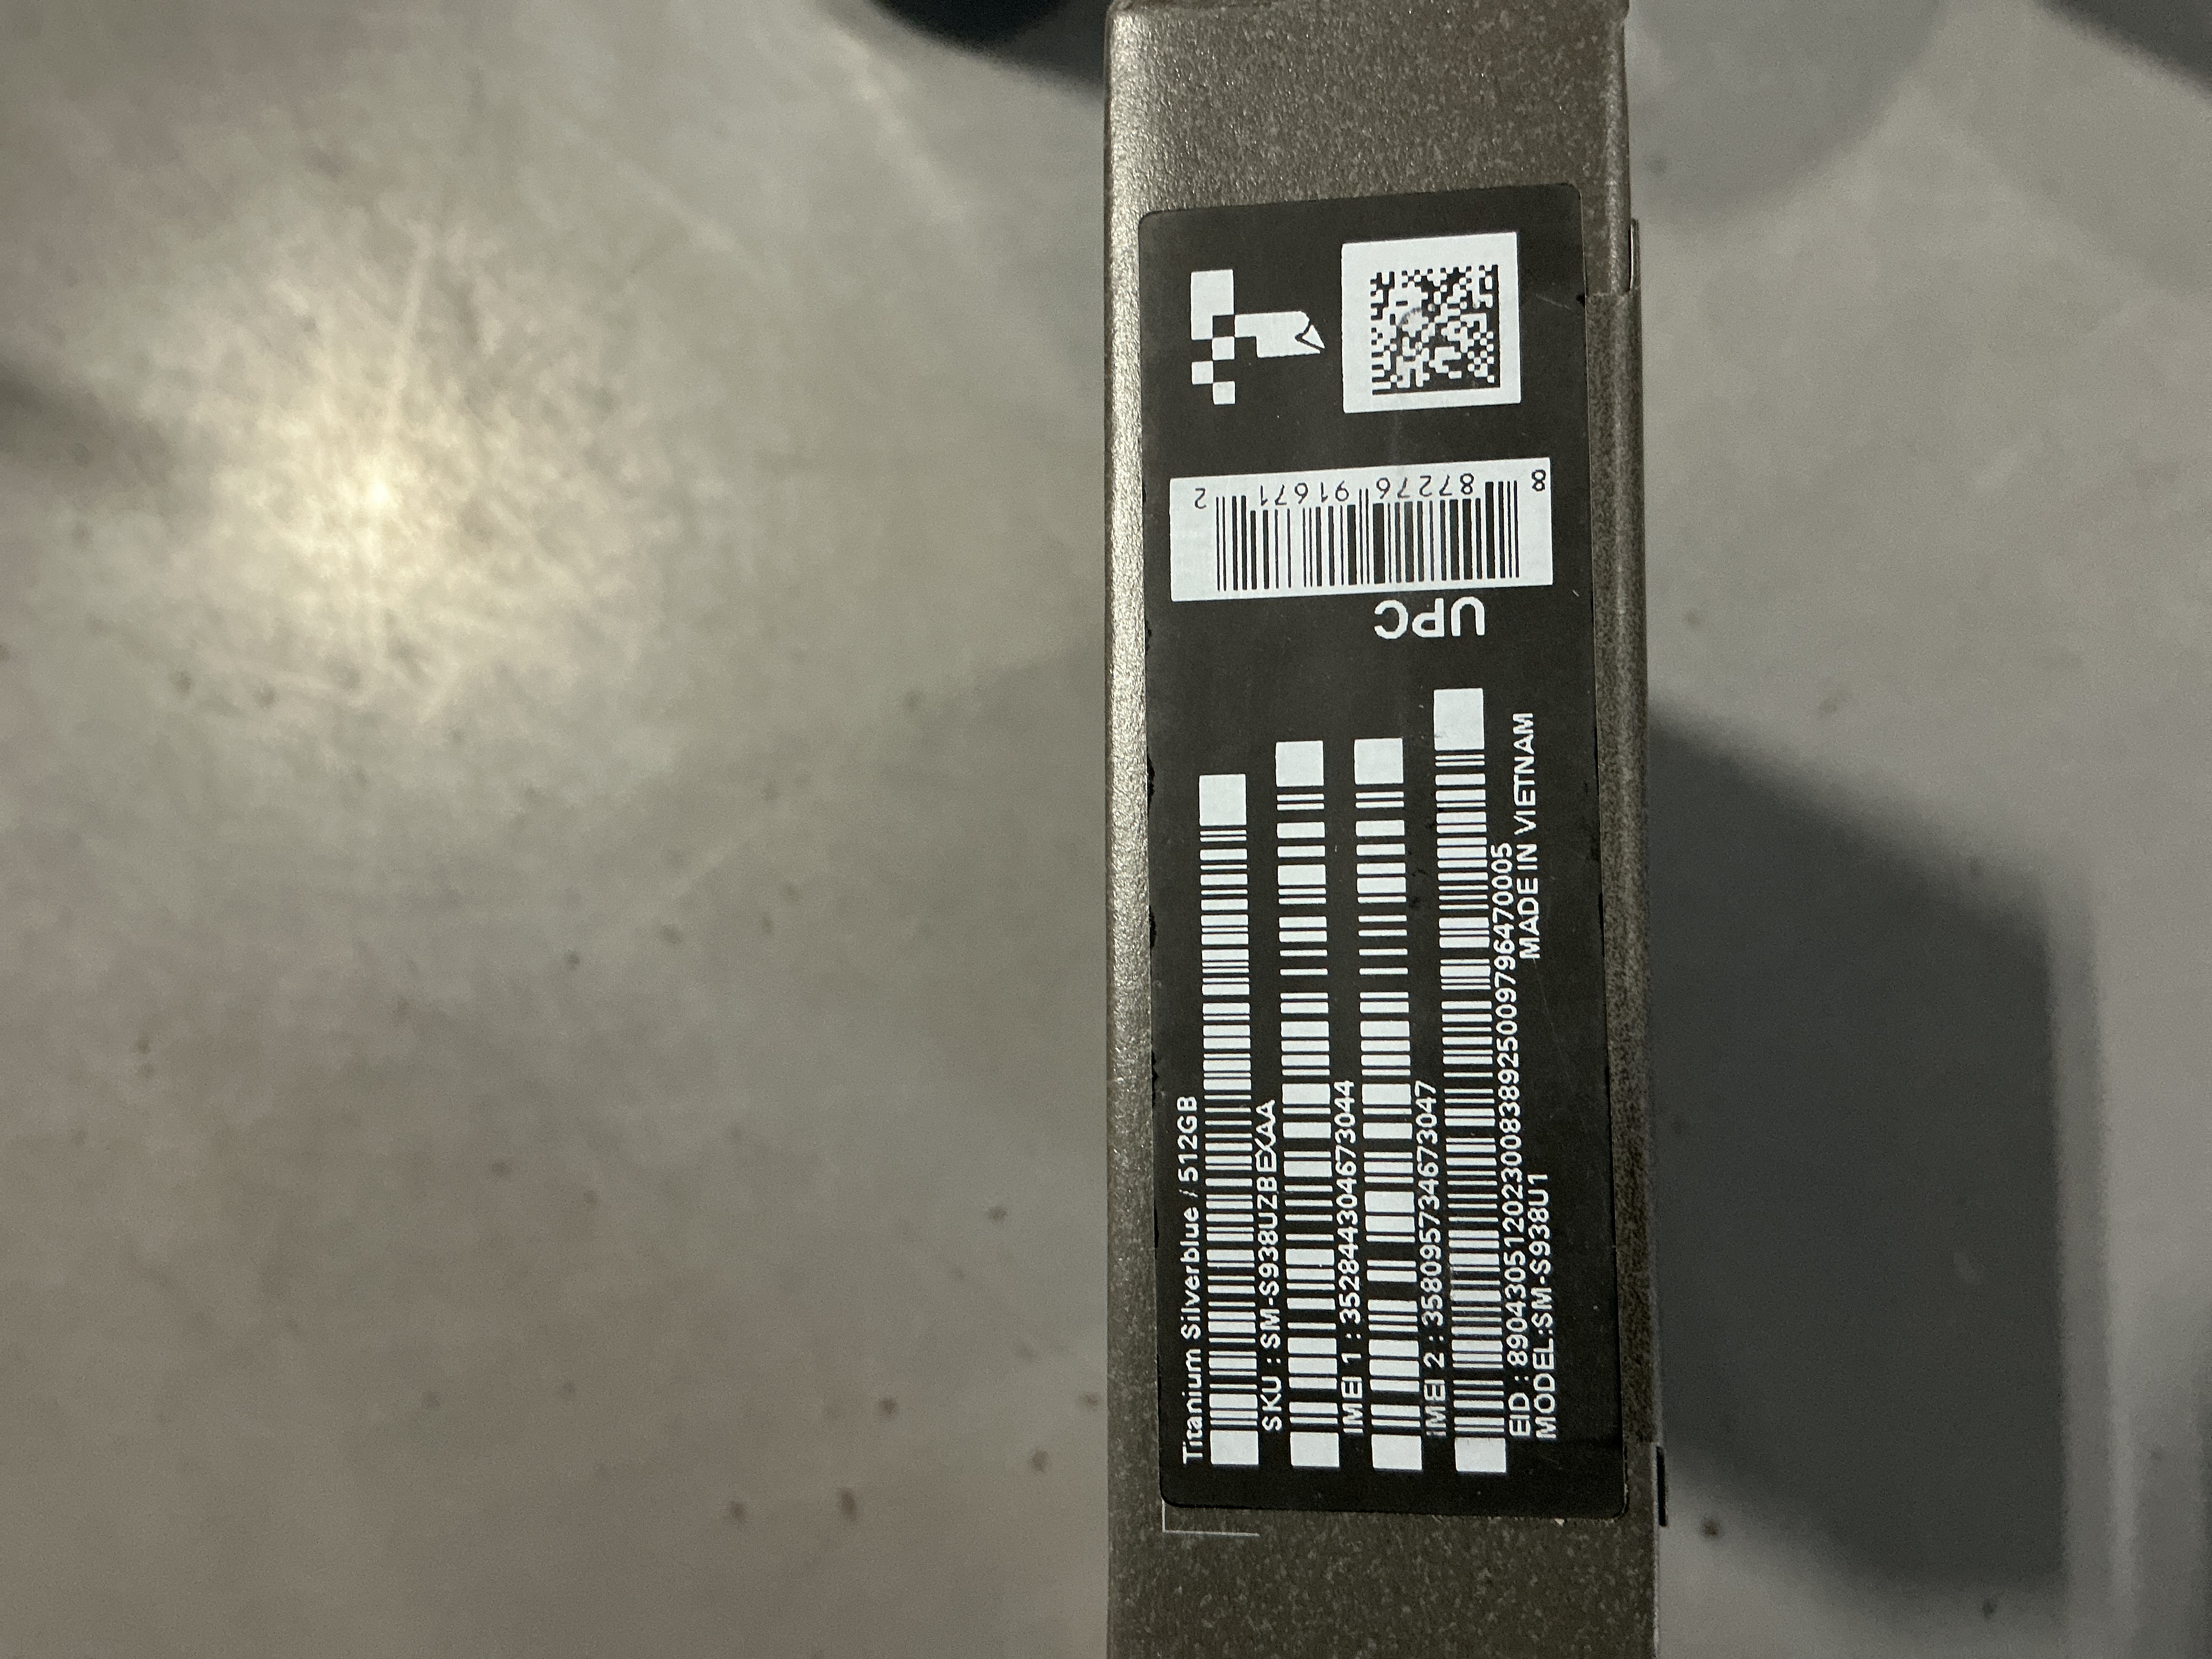 Titanium Silverblue / 512GB
SKU : SM-S938UZBEXAA
IMEI 1 : 352844304673044
iMEI 2 : 358095734673047
EID : 89043051202300838925009796470005
MODEL:SM-S938U1
MADE IN VIETNAM
UPC
8 87276 91671 2